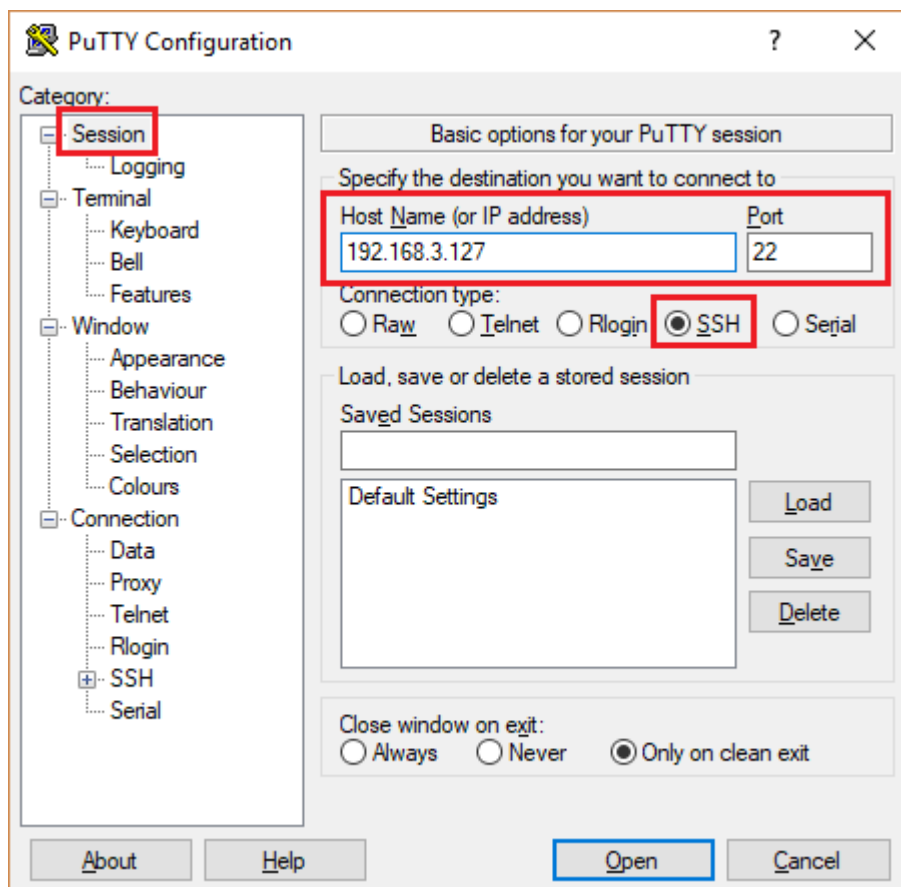 PuTTY Configuration
?
Category:
Session
Logging
Terminal
Keyboard
Bell
Features
Window
Appearance
Behaviour
Translation
Selection
Colours
Connection
Data
Proxy
Telnet
Rlogin
SSH
Serial
Basic options for your PuTTY session
Specify the destination you want to connect to
Host Name (or IP address) Port
192.168.3.127 22
Connection type:
Raw Telnet Rlogin SSH Serial
Load, save or delete a stored session
Saved Sessions
Default Settings
Load
Save
Delete
Close window on exit:
Always Never Only on clean exit
About Help Open Cancel